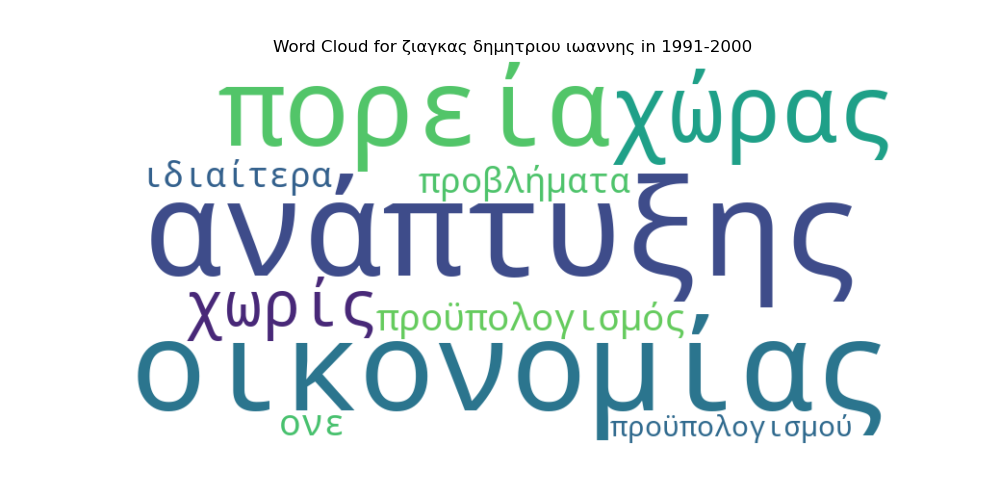 Word Cloud for ζιαγκας δημητριου ιωαννης in 1991-2000
πορεία χώρας
ιδιαίτερα προβλήματα
ανάπτυξης
χωρίς προϋπολογισμός
οικονομίας
ονε προϋπολογισμού